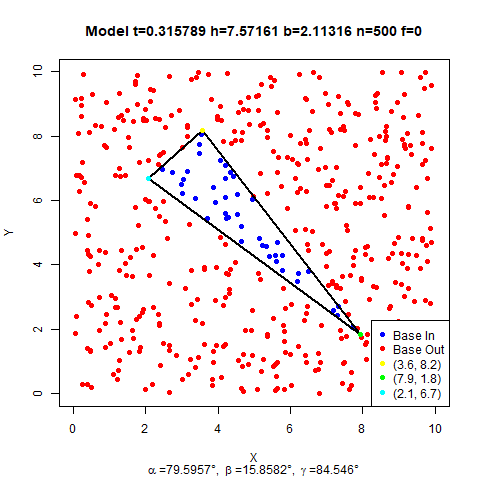 Model t=0.315789 h=7.57161 b=2.11316 n=500 f=0
10
8
6
4
2
0
Y
Base In
Base Out
(3.6, 8.2)
(7.9, 1.8)
(2.1, 6.7)
0 2 4 6 8 10
X
α=79.5957°, β=15.8582°, γ=84.546°